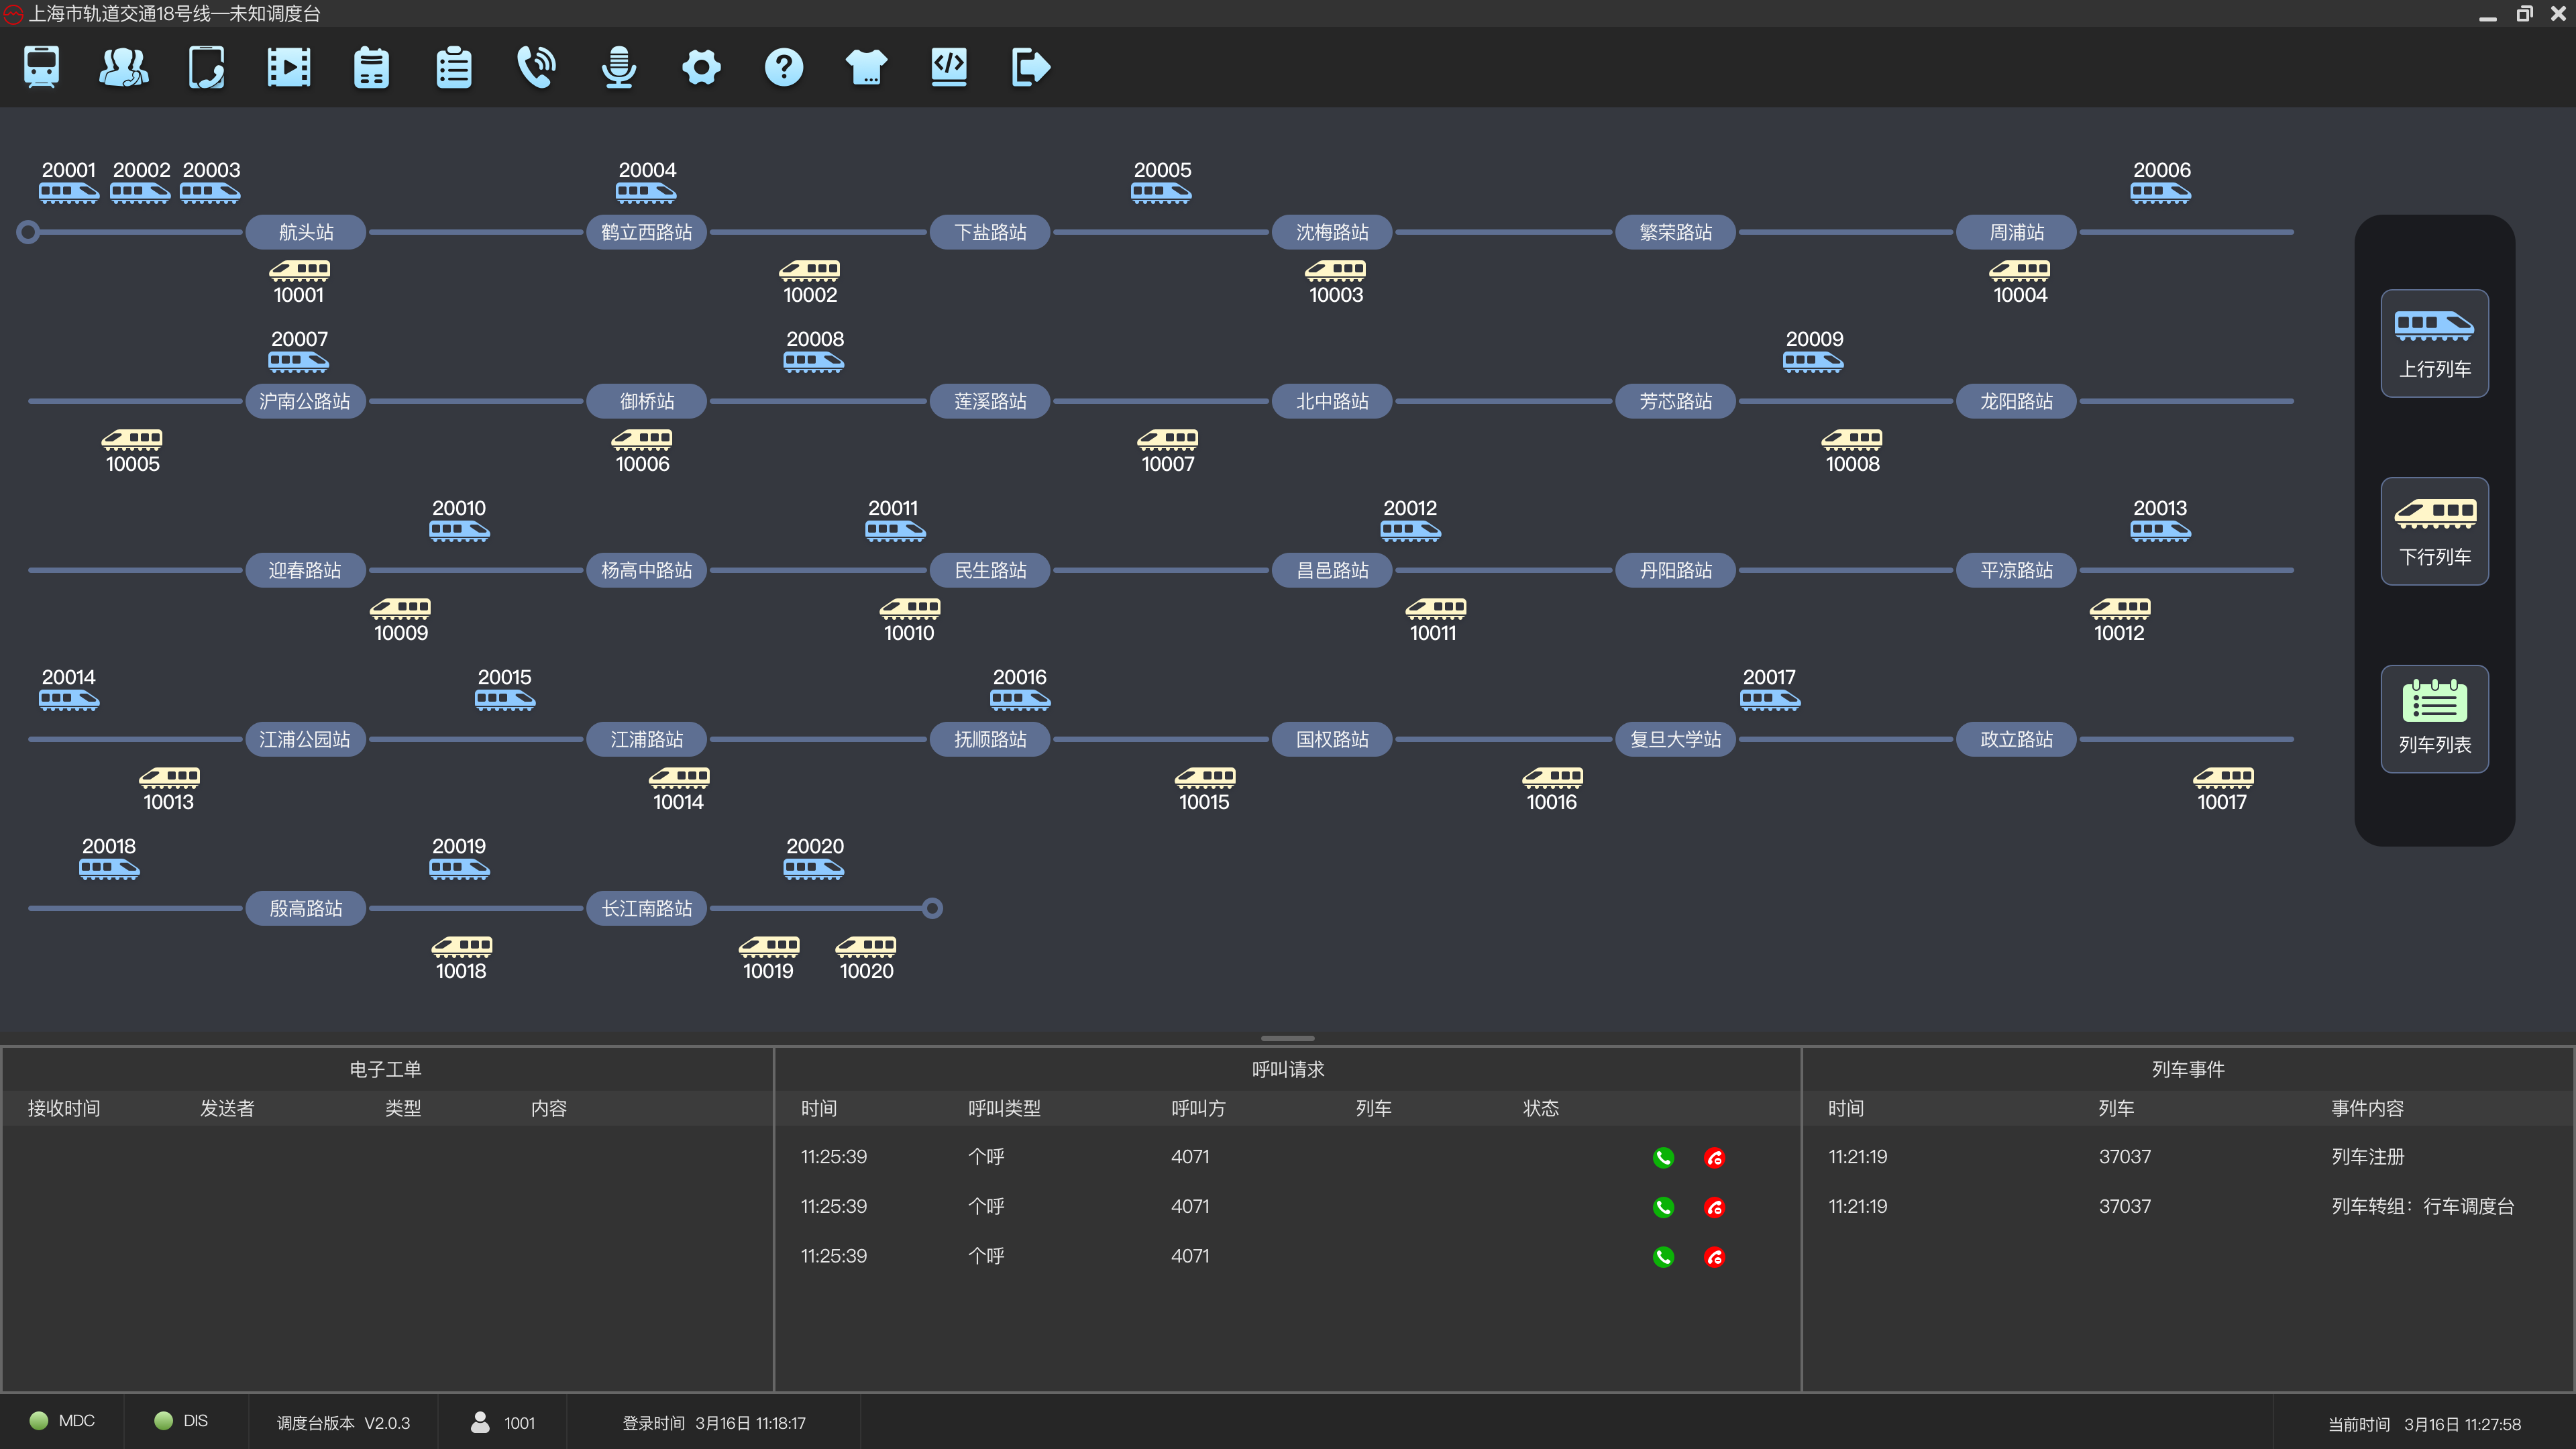 上海市轨道交通18号线—未知调度台
20001 20002 20003 20004 20005 20006
航头站 鹤立西路站 下盐路站 沈梅路站 繁荣路站 周浦站
10001 10002 10003 10004
20007 20008 20009
上行列车
沪南公路站 御桥站 莲溪路站 北中路站 芳芯路站 龙阳路站
10005 10006 10007 10008
20010 20011 20012 20013
下行列车
迎春路站 杨高中路站 民生路站 昌邑路站 丹阳路站 平凉路站
10009 10010 10011 10012
20014 20015 20016 20017
江浦公园站 江浦路站 抚顺路站 国权路站 复旦大学站 政立路站
列车列表
10013 10014 10015 10016 10017
20018 20019 20020
殷高路站 长江南路站
10018 10019 10020
电子工单
接收时间 发送者 类型 内容
呼叫请求
时间 呼叫类型 呼叫方 列车 状态
11:25:39 个呼 4071
11:25:39 个呼 4071
11:25:39 个呼 4071
列车事件
时间 列车 事件内容
11:21:19 37037 列车注册
11:21:19 37037 列车转组：行车调度台
MDC DIS 调度台版本 V2.0.3 1001 登录时间 3月16日 11:18:17 当前时间 3月16日 11:27:58